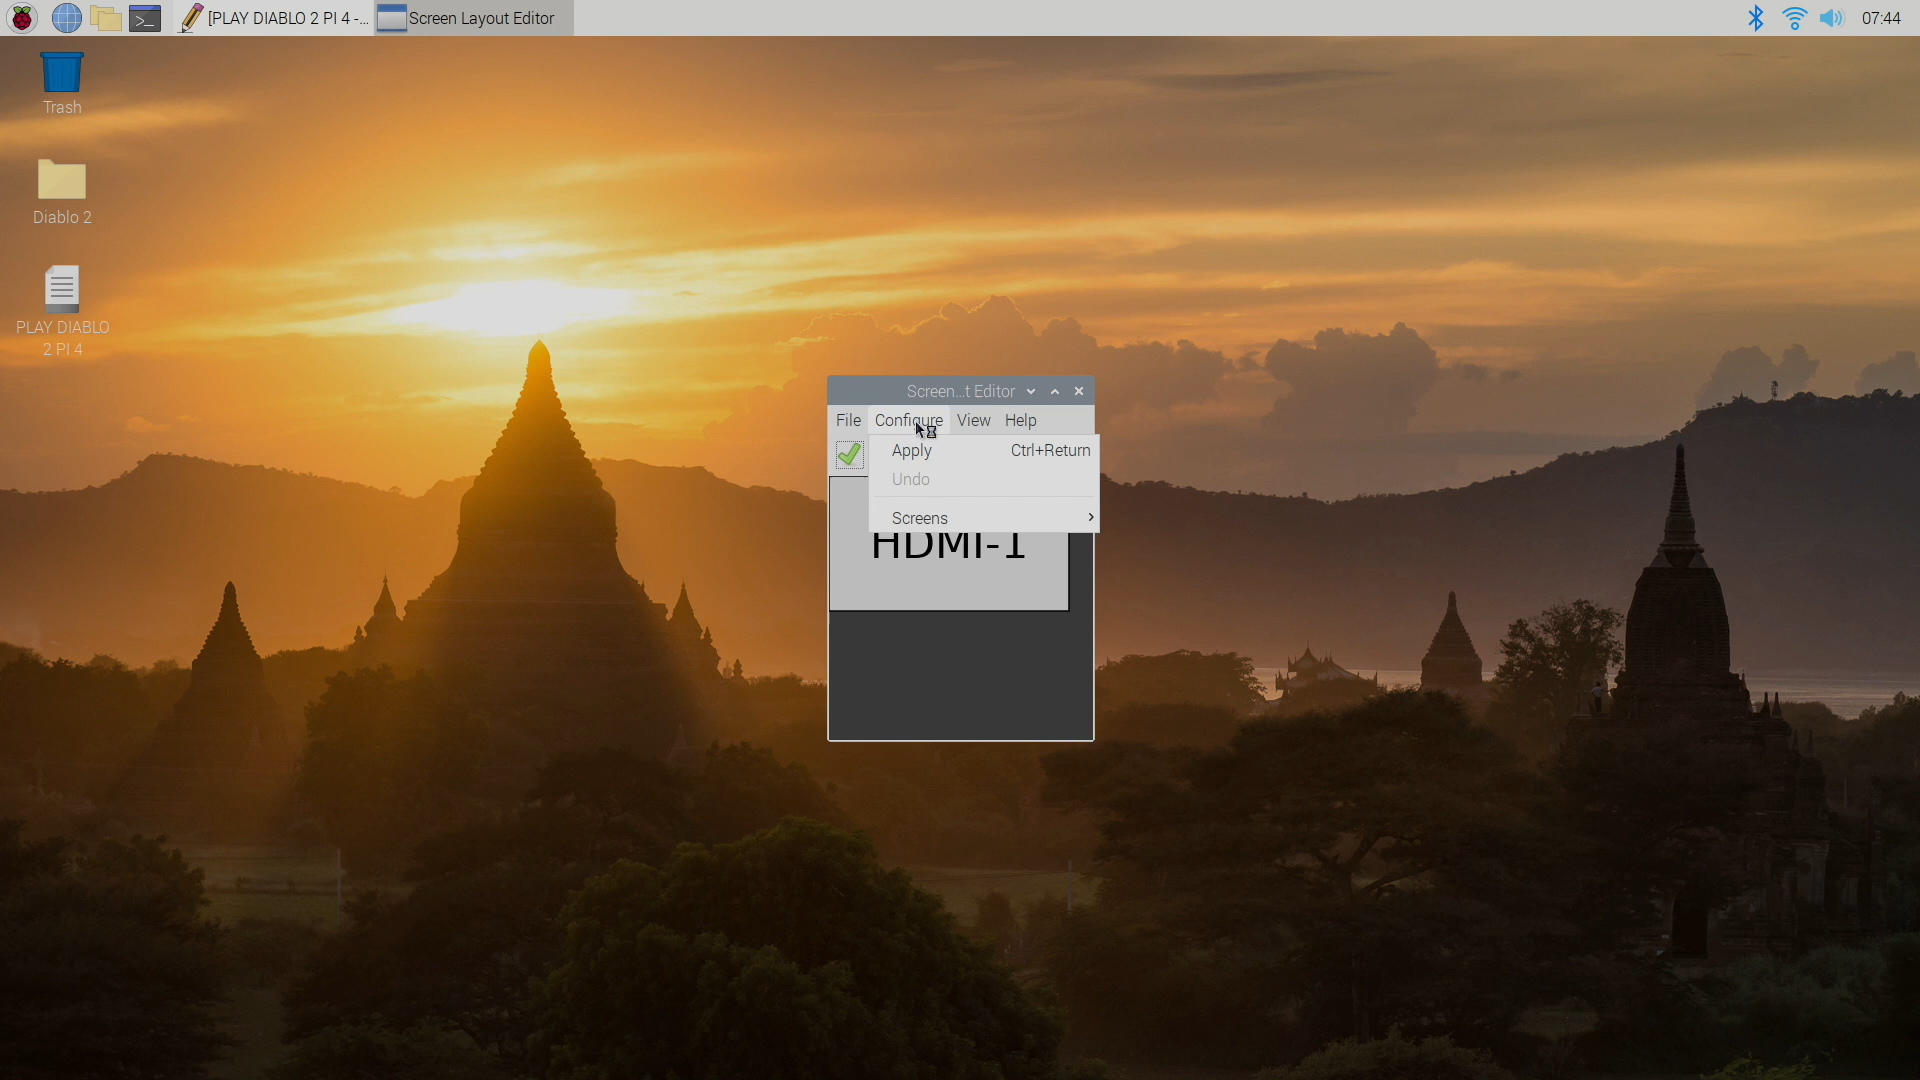 [PLAY DIABLO 2 PI 4 -...
Screen Layout Editor
07:44
Trash
Diablo 2
PLAY DIABLO
2 PI 4
Screen...t Editor
File Configure View Help
Apply Ctrl+Return
Undo
Screens
HDMI-1